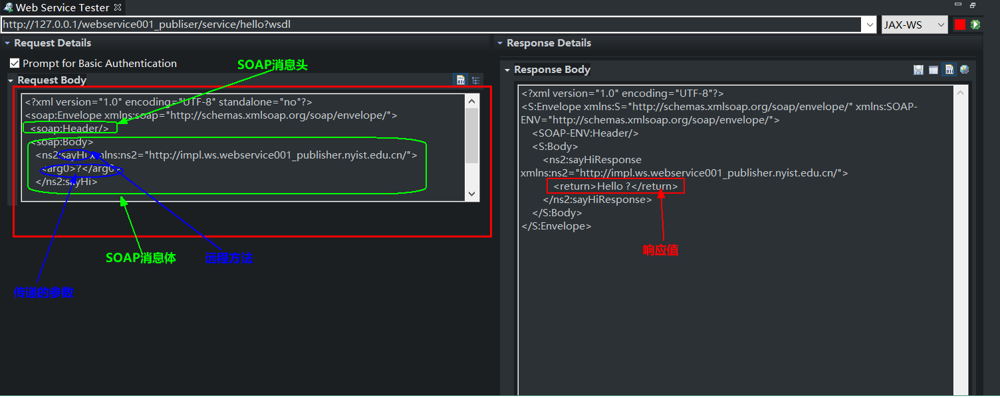 Web Service Tester
http://127.0.0.1/webservice001_publiser/service/hello?wsdl
JAX-WS
Request Details
Prompt for Basic Authentication
SOAP消息头
Request Body
<?xml version="1.0" encoding="UTF-8" standalone="no"?>
<soap:Envelope xmlns:soap="http://schemas.xmlsoap.org/soap/envelope/">
<soap:Header/>
<soap:Body>
<ns2:sayHi xmlns:ns2="http://impl.ws.webservice001_publisher.nyist.edu.cn/">
<arg0>?</arg0>
</ns2:sayHi>
SOAP消息体
远程方法
传递的参数
Response Details
Response Body
<?xml version="1.0" encoding="UTF-8"?>
<S:Envelope xmlns:S="http://schemas.xmlsoap.org/soap/envelope/" xmlns:SOAP-
ENV="http://schemas.xmlsoap.org/soap/envelope/">
<SOAP-ENV:Header/>
<S:Body>
<ns2:sayHiResponse
xmlns:ns2="http://impl.ws.webservice001_publisher.nyist.edu.cn/">
<return>Hello ?</return>
</ns2:sayHiResponse>
</S:Body>
</S:Envelope>
响应值